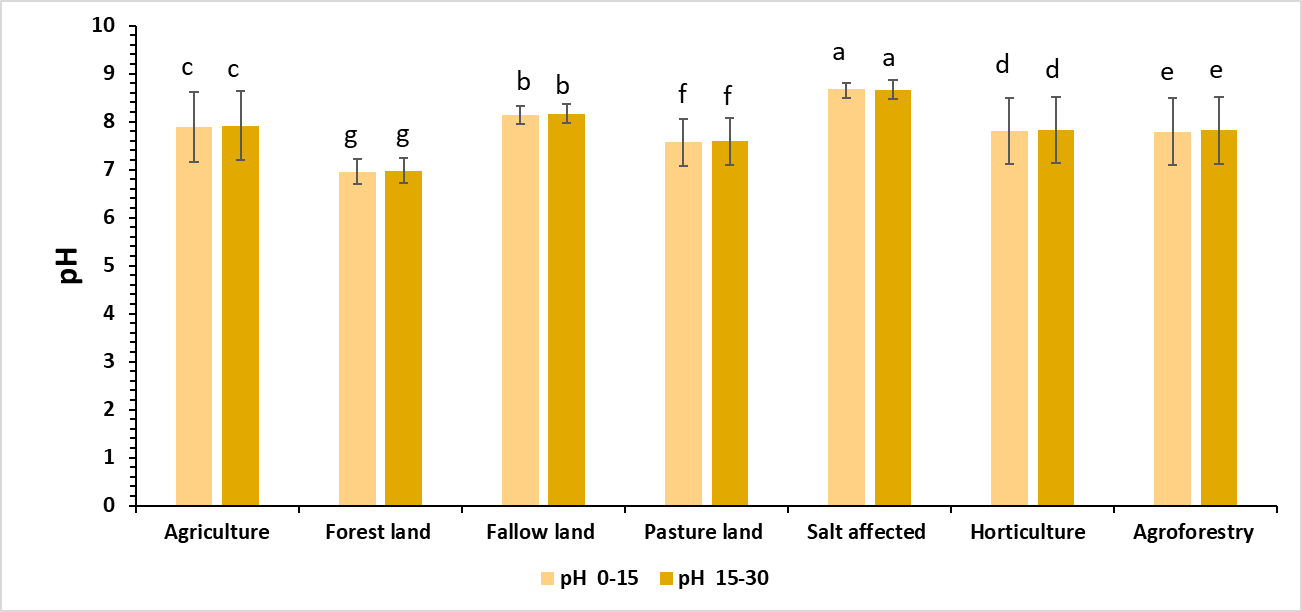 10
9
8
7
6
5
4
3
2
1
0
pH
c c g g b b f f a a d d e e
Agriculture Forest land Fallow land Pasture land Salt affected Horticulture Agroforestry
pH 0-15 pH 15-30